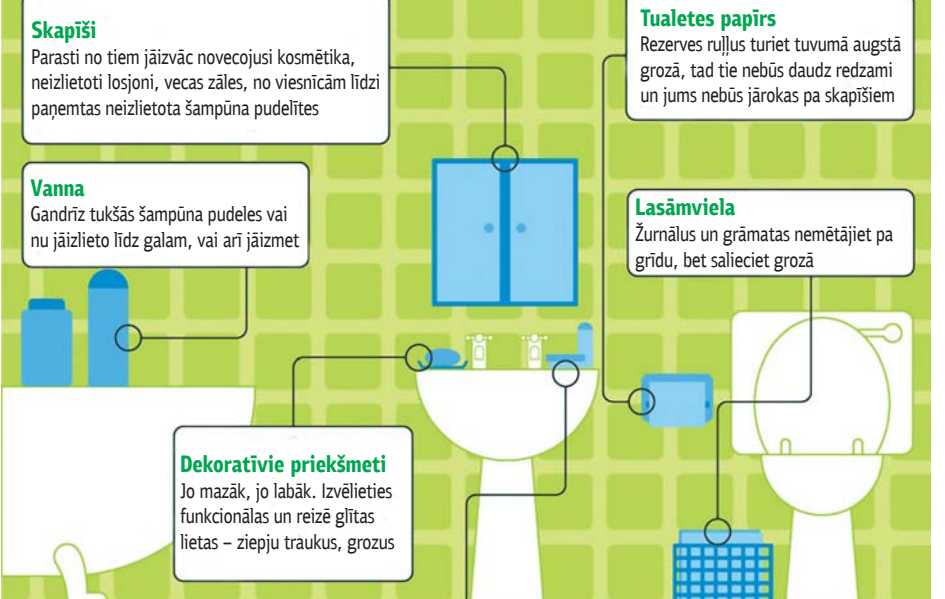 Skapīši
Parasti no tiem jāizvāc novecojusi kosmētika,
neizlietoti losjoni, vecas zāles, no viesnīcām līdzi
paņemtas neizlietota šampūna pudelītes
Tualetes papīrs
Rezerves ruļļus turiet tuvumā augstā
grozā, tad tie nebūs daudz redzami
un jums nebūs jārokas pa skapīšiem
Vanna
Gandrīz tukšās šampūna pudeles vai
nu jāizlieto līdz galam, vai arī jāizmet
Lasāmviela
Žurnālus un grāmatas nemētājiet pa
grīdu, bet salieciet grozā
Dekoratīvie priekšmeti
Jo mazāk, jo labāk. Izvēlieties
funkcionālas un reizē glītas
lietas – ziepju traukus, grozus